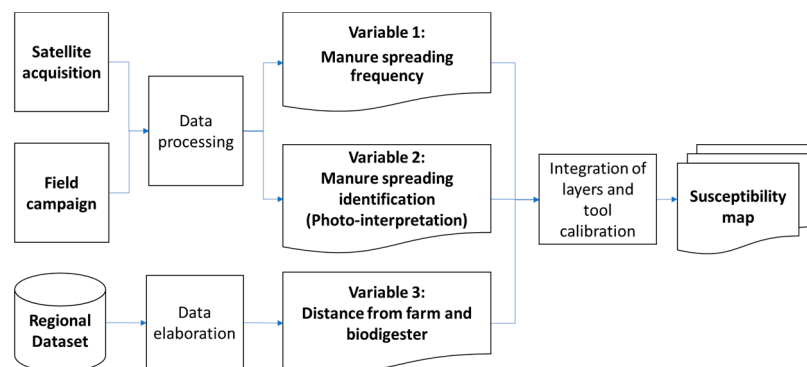 Satellite
acquisition
Field
campaign
Data
processing
Variable 1:
Manure spreading
frequency
Variable 2:
Manure spreading
identification
(Photo-interpretation)
Regional
Dataset
Data
elaboration
Variable 3:
Distance from farm and
biodigester
Integration of
layers and
tool
calibration
Susceptibility
map